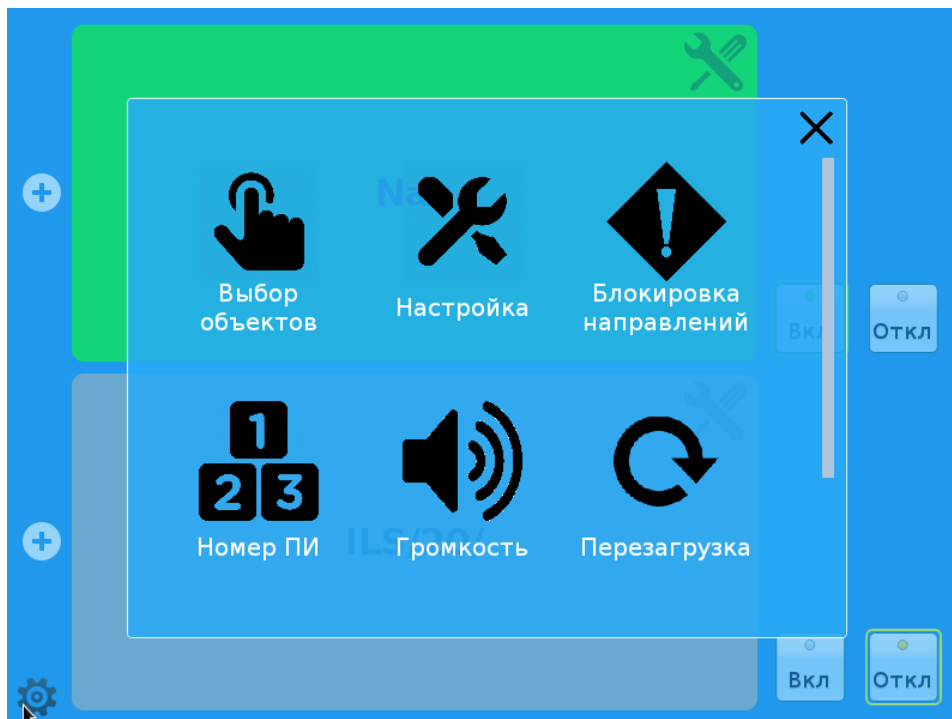 Выбор
объектов
Настройка
Блокировка
направлений
Вкл
Откл
1
2 3
Номер ПИ
Громкость
Перезагрузка
Вкл
Откл